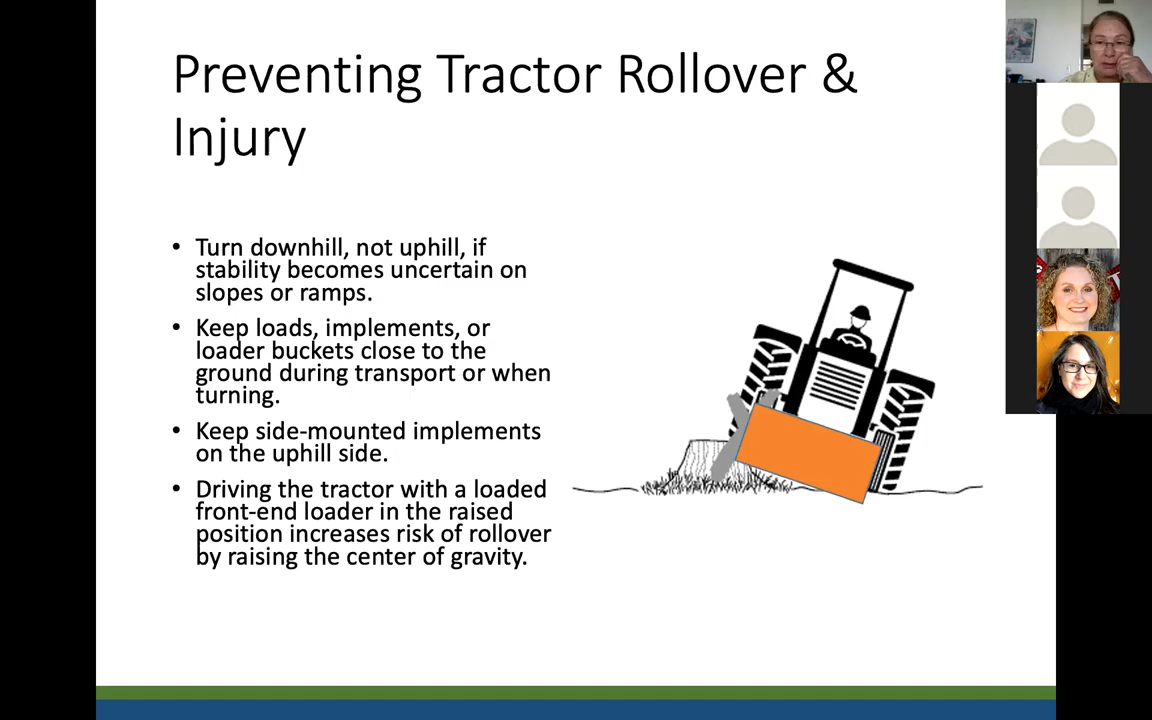 Preventing Tractor Rollover &
Injury
• Turn downhill, not uphill, if
stability becomes uncertain on
slopes or ramps.
• Keep loads, implements, or
loader buckets close to the
ground during transport or when
turning.
• Keep side-mounted implements
on the uphill side.
• Driving the tractor with a loaded
front-end loader in the raised
position increases risk of rollover
by raising the center of gravity.